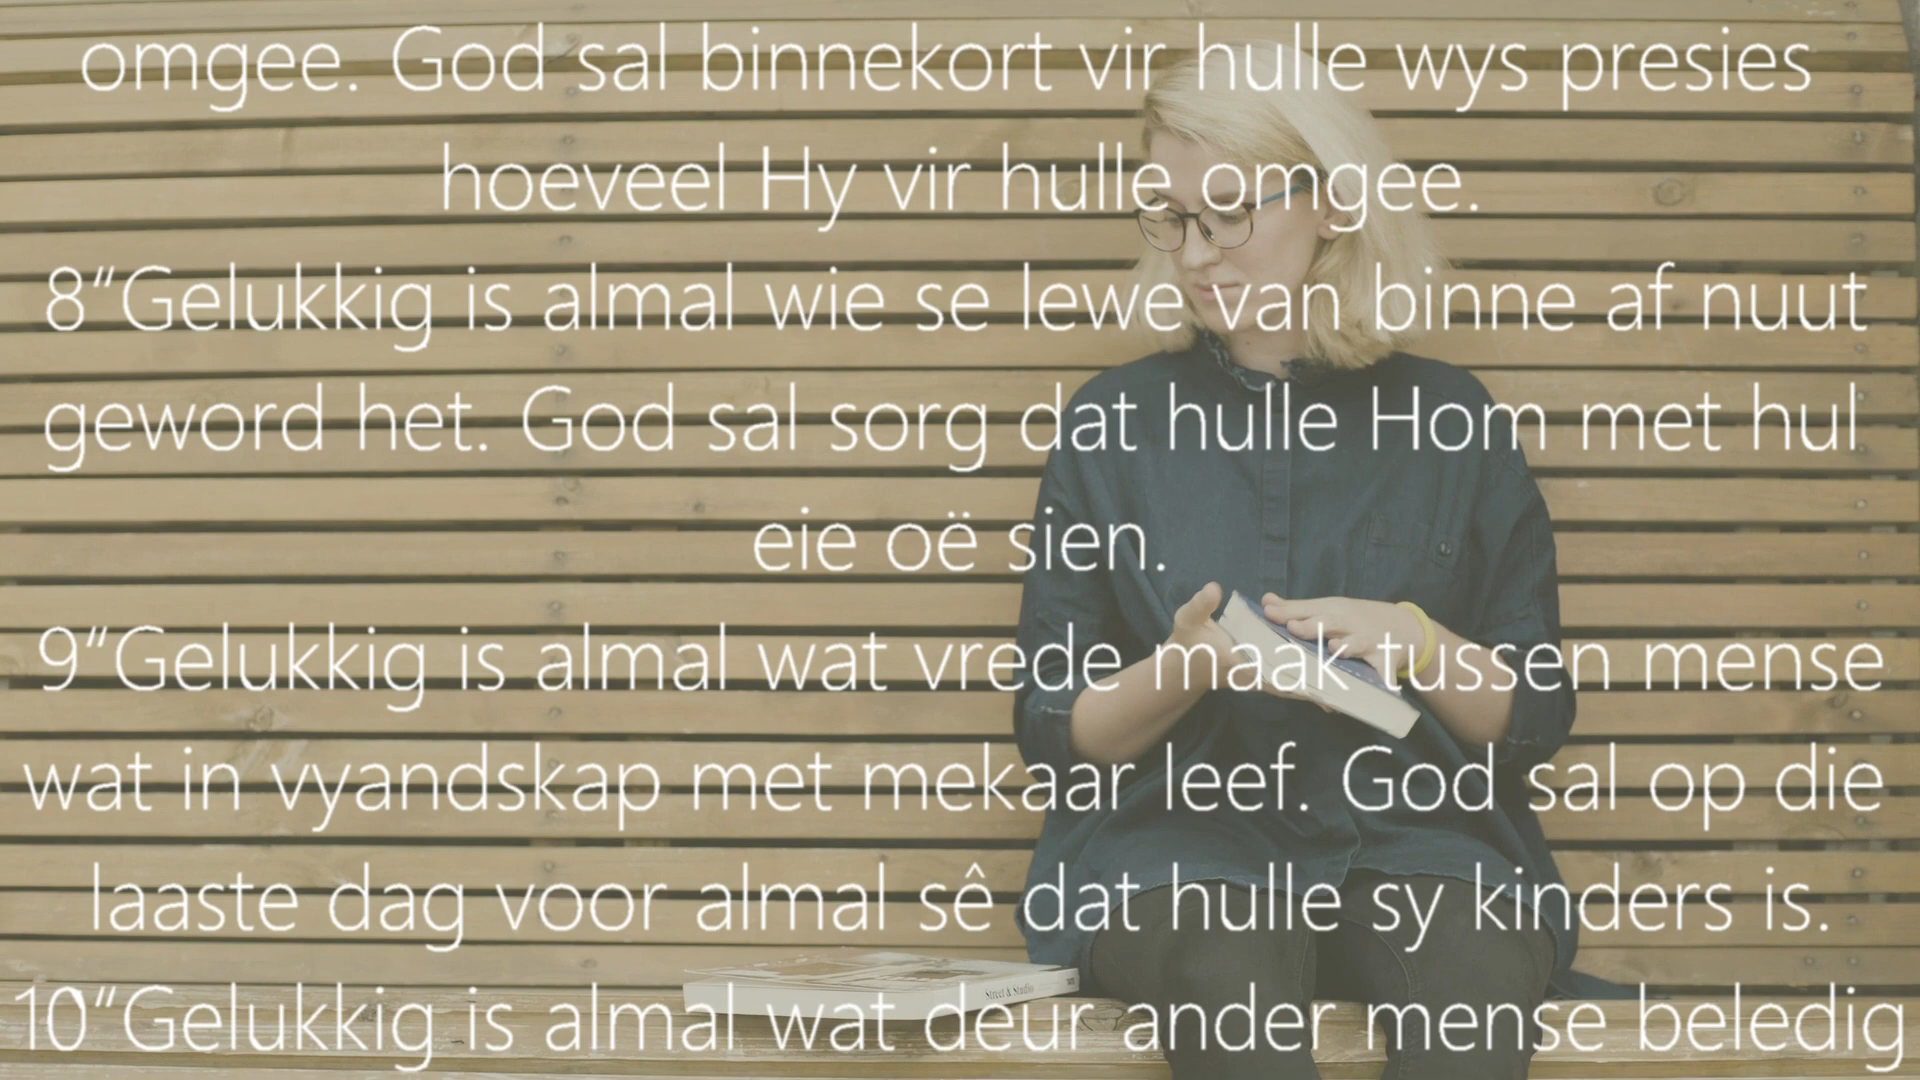 omgee. God sal binnekort vir hulle wys presies
hoeveel Hy vir hulle omgee.
8“Gelukkig is almal wie se lewe van binne af nuut
geword het. God sal sorg dat hulle Hom met hul
eie oë sien.
9“Gelukkig is almal wat vrede maak tussen mense
wat in vyandskap met mekaar leef. God sal op die
laaste dag voor almal sê dat hulle sy kinders is.
Street & Studio
10“Gelukkig is almal wat deur ander mense beledig